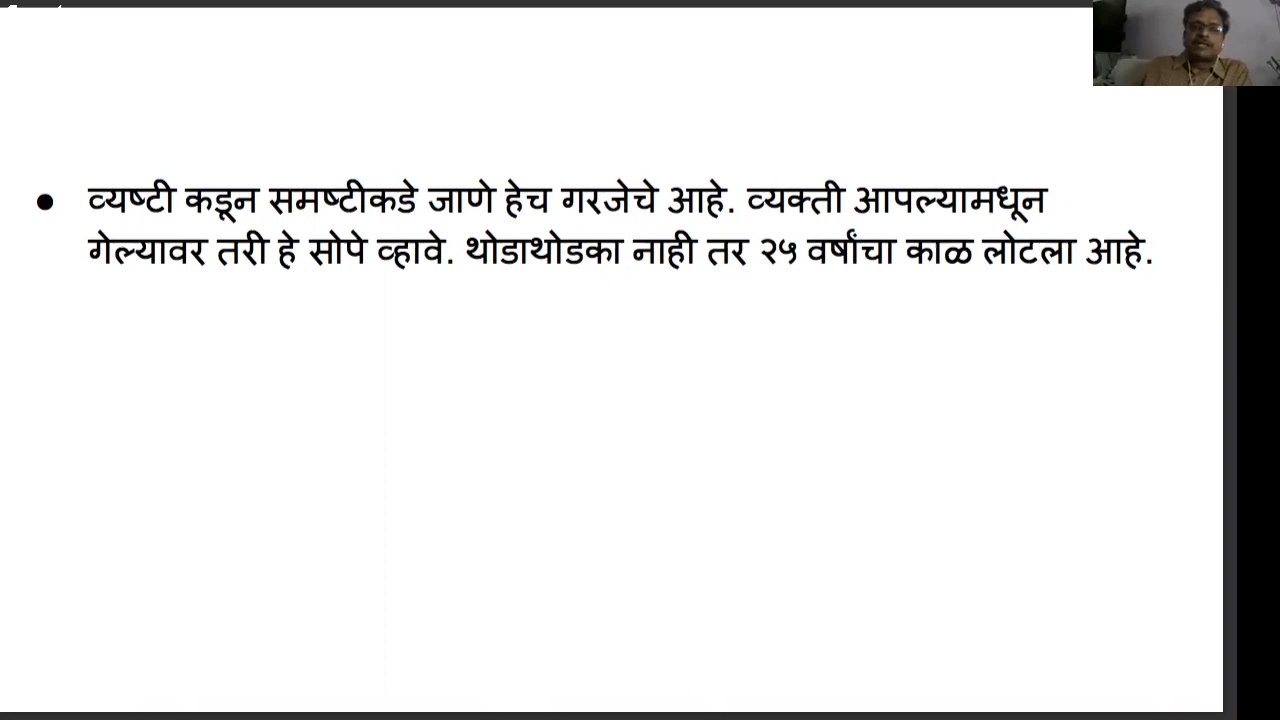 ● व्यष्टी कडून समष्टीकडे जाणे हेच गरजेचे आहे. व्यक्ती आपल्यामधून
गेल्यावर तरी हे सोपे व्हावे. थोडाथोडका नाही तर २५ वर्षांचा काळ लोटला आहे.